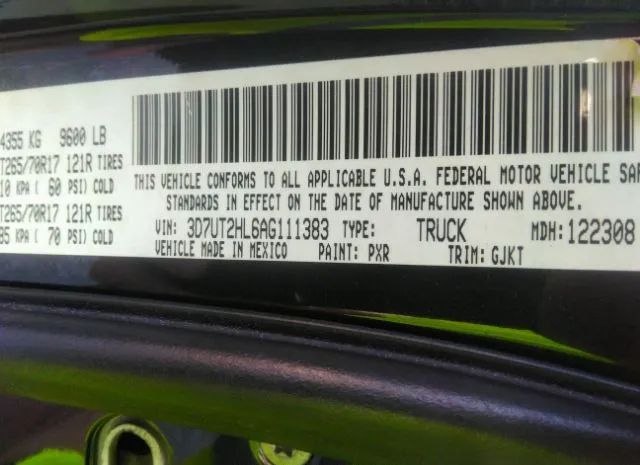 4355 KG 9600 LB
T265/70R17 121R TIRES
10 KPA ( 60 PSI) COLD
T265/70R17 121R TIRES
85 KPA ( 70 PSI) COLD
THIS VEHICLE CONFORMS TO ALL APPLICABLE U.S.A. FEDERAL MOTOR VEHICLE SAF
STANDARDS IN EFFECT ON THE DATE OF MANUFACTURE SHOWN ABOVE.
VIN: 3D7UT2HL6AG111383 TYPE: TRUCK MDH: 122308
VEHICLE MADE IN MEXICO PAINT: PXR TRIM: GJKT